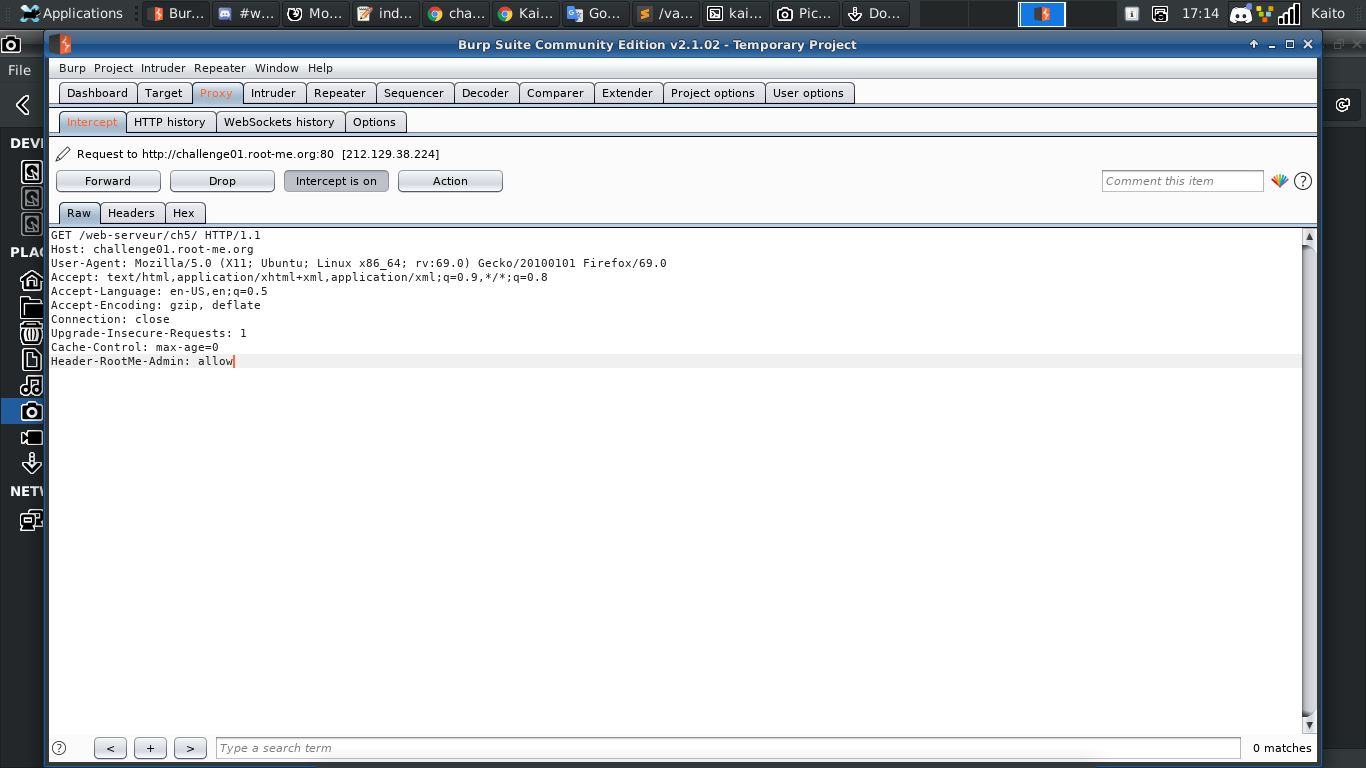 Applications Bur... #w... Mo... ind... cha... Kai... Go... /va... kai... Pic... Do... 17:14 Kaito
Burp Suite Community Edition v2.1.02 - Temporary Project
File
Burp Project Intruder Repeater Window Help
Dashboard Target Proxy Intruder Repeater Sequencer Decoder Comparer Extender Project options User options
Intercept HTTP history WebSockets history Options
DEV
Request to http://challenge01.root-me.org:80 [212.129.38.224]
Forward Drop Intercept is on Action Comment this item ?
Raw Headers Hex
GET /web-serveur/ch5/ HTTP/1.1
Host: challenge01.root-me.org
PLAC
User-Agent: Mozilla/5.0 (X11; Ubuntu; Linux x86_64; rv:69.0) Gecko/20100101 Firefox/69.0
Accept: text/html,application/xhtml+xml,application/xml;q=0.9,*/*;q=0.8
Accept-Language: en-US,en;q=0.5
Accept-Encoding: gzip, deflate
Connection: close
Upgrade-Insecure-Requests: 1
Cache-Control: max-age=0
Header-RootMe-Admin: allow
NETW
? < + > Type a search term 0 matches